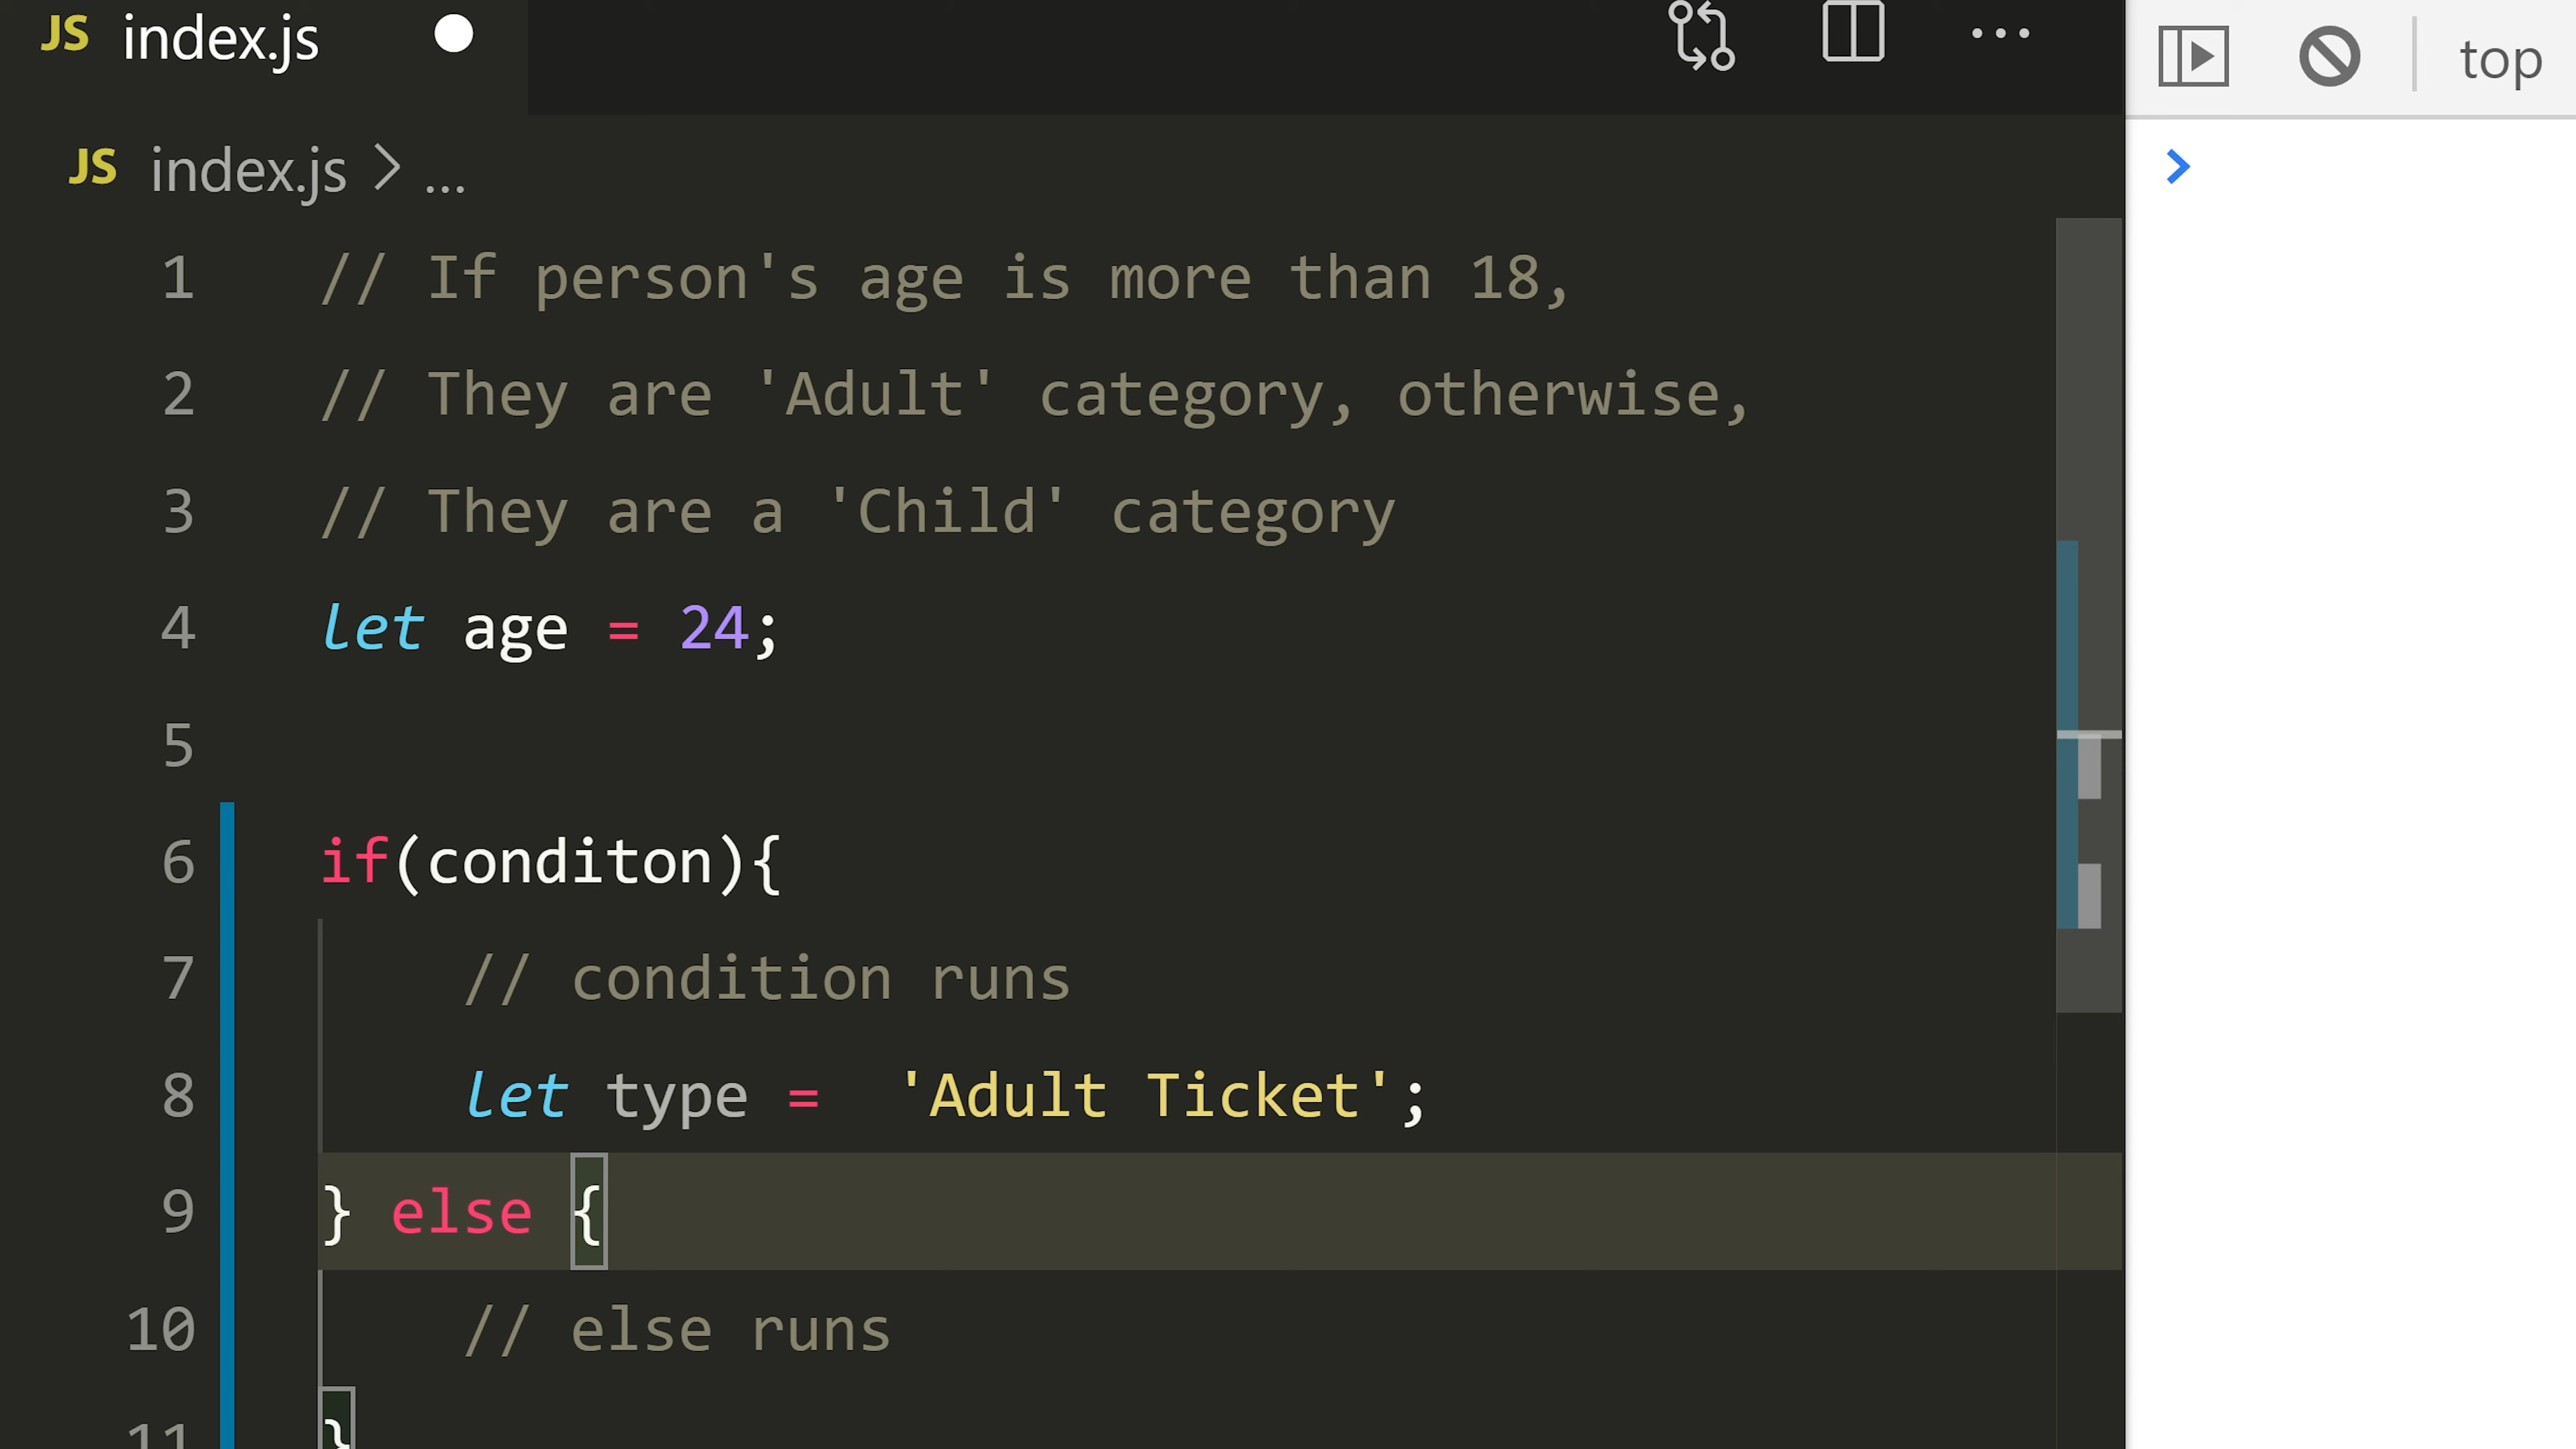 JS index.js
top
JS index.js > ...
1 // If person's age is more than 18,
2 // They are 'Adult' category, otherwise,
3 // They are a 'Child' category
4 let age = 24;
5
6 if(conditon){
7 // condition runs
8 let type =  'Adult Ticket';
9 } else {
10 // else runs
11 }